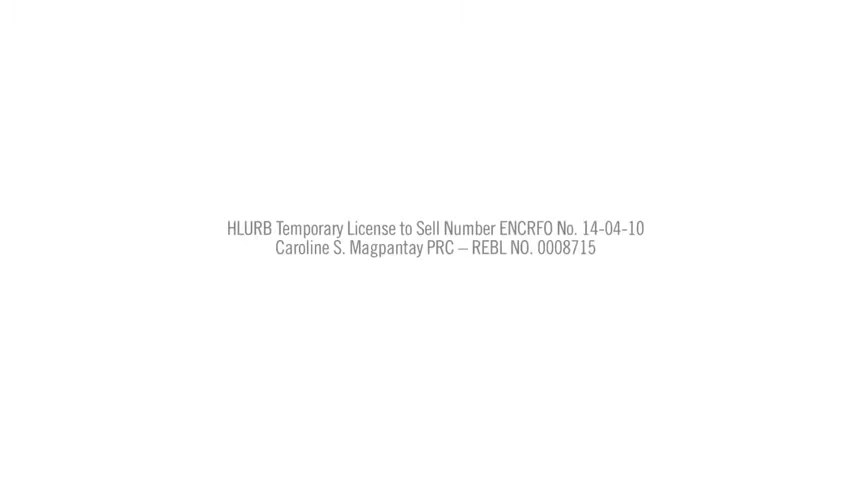 HLURB Temporary License to Sell Number ENCRFO No. 14-04-10
Caroline S. Magpantay PRC – REBL NO. 0008715